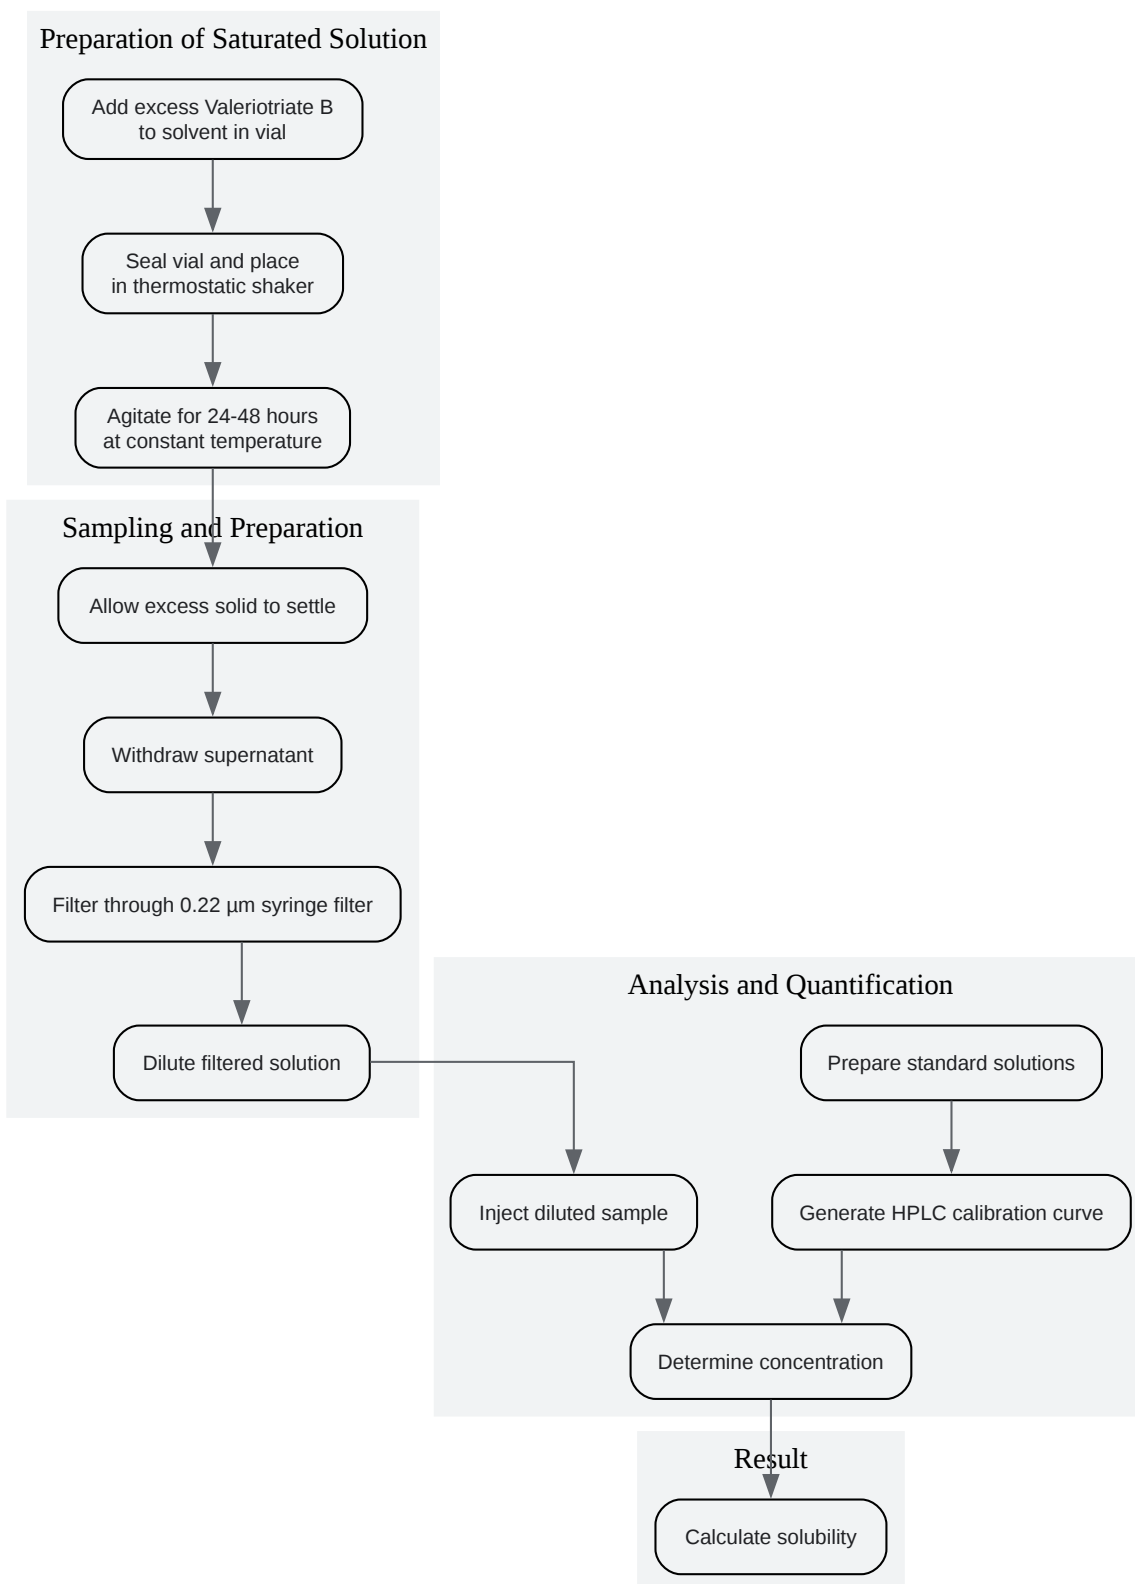 Preparation of Saturated Solution
Add excess Valeriotriate B
to solvent in vial
Seal vial and place
in thermostatic shaker
Agitate for 24-48 hours
at constant temperature
Sampling and Preparation
Allow excess solid to settle
Withdraw supernatant
Filter through 0.22 µm syringe filter
Dilute filtered solution
Analysis and Quantification
Prepare standard solutions
Inject diluted sample
Generate HPLC calibration curve
Determine concentration
Result
Calculate solubility